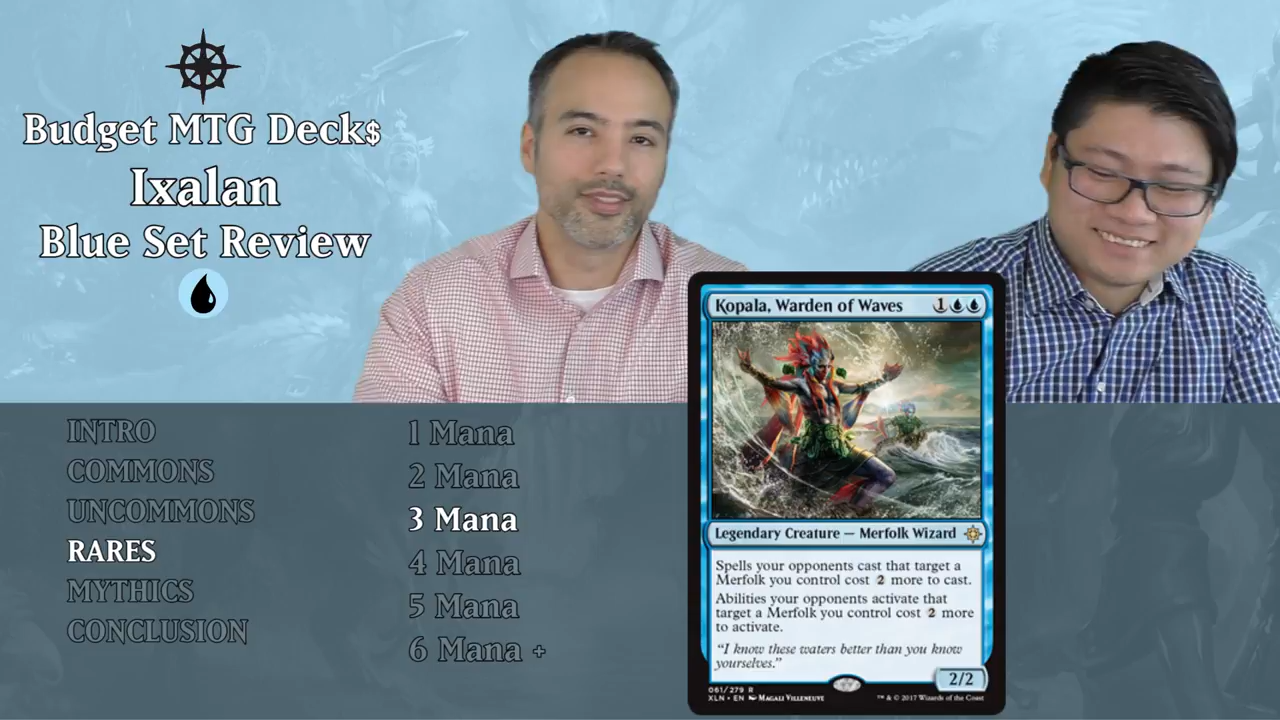 Budget MTG Deck$
Ixalan
Blue Set Review
INTRO
COMMONS
UNCOMMONS
RARES
MYTHICS
CONCLUSION
1 Mana
2 Mana
3 Mana
4 Mana
5 Mana
6 Mana +
Kopala, Warden of Waves 1
Legendary Creature — Merfolk Wizard
Spells your opponents cast that target a
Merfolk you control cost 2 more to cast.
Abilities your opponents activate that
target a Merfolk you control cost 2 more
to activate.
"I know these waters better than you know
yourselves."
2/2
061/279 R
XLN • EN Magali Villeneuve
™ & © 2017 Wizards of the Coast